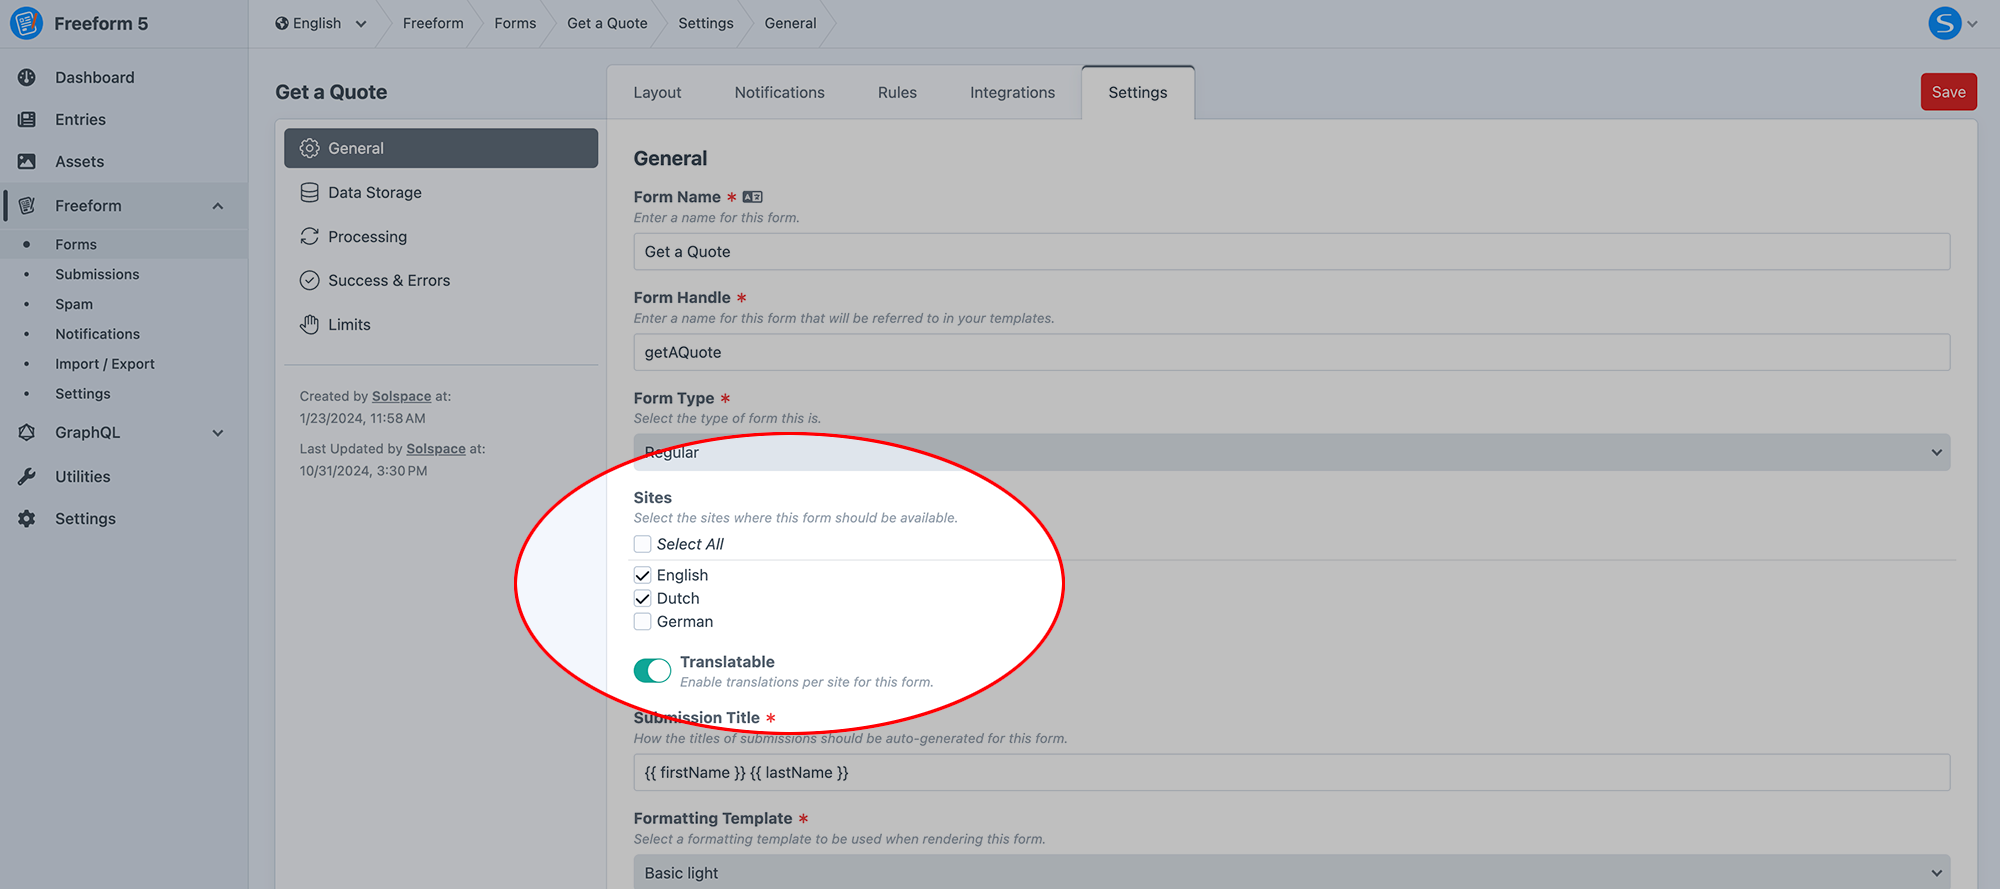 Freeform 5
English
Freeform
Forms
Get a Quote
Settings
General
S
Dashboard
Entries
Assets
Freeform
Forms
Submissions
Spam
Notifications
Import / Export
Settings
GraphQL
Utilities
Settings
Get a Quote
Layout
Notifications
Rules
Integrations
Settings
Save
General
Data Storage
Processing
Success & Errors
Limits
Created by Solspace at:
1/23/2024, 11:58 AM
Last Updated by Solspace at:
10/31/2024, 3:30 PM
General
Form Name *
Enter a name for this form.
Get a Quote
Form Handle *
Enter a name for this form that will be referred to in your templates.
getAQuote
Form Type *
Select the type of form this is.
Regular
Sites
Select the sites where this form should be available.
Select All
English
Dutch
German
Translatable
Enable translations per site for this form.
Submission Title *
How the titles of submissions should be auto-generated for this form.
{{ firstName }} {{ lastName }}
Formatting Template *
Select a formatting template to be used when rendering this form.
Basic light